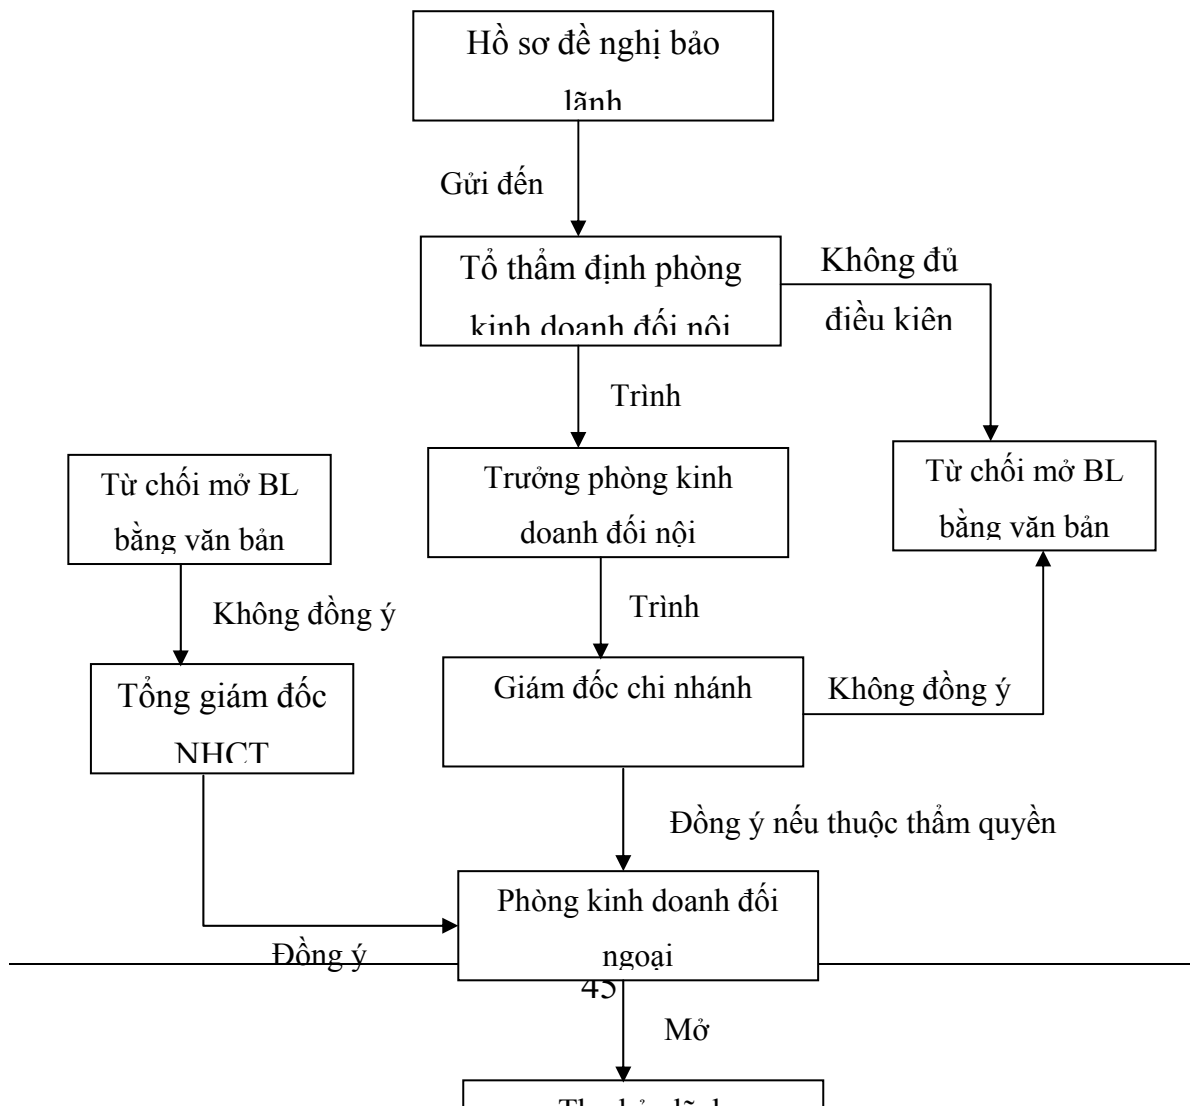 Hồ sơ đề nghị bảo
lãnh
Gửi đến
Tổ thẩm định phòng
kinh doanh đối nội
Không đủ
điều kiện
Trình
Từ chối mở BL
bằng văn bản
Trưởng phòng kinh
doanh đối nội
Từ chối mở BL
bằng văn bản
Không đồng ý
Trình
Tổng giám đốc
NHCT
Giám đốc chi nhánh
Không đồng ý
Đồng ý nếu thuộc thẩm quyền
Phòng kinh doanh đối
ngoại
Đồng ý
45
Mở